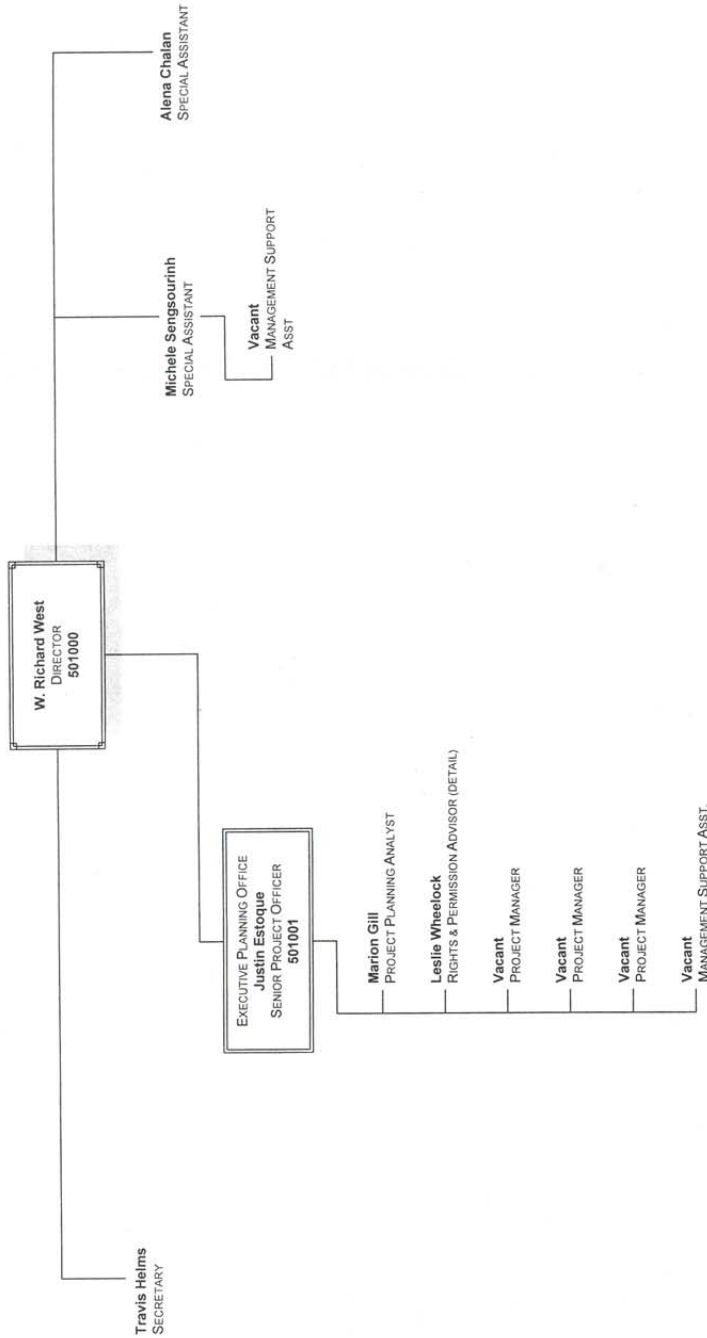 W. Richard West
DIRECTOR
501000
Travis Helms
SECRETARY
Michele Sengsourinh
SPECIAL ASSISTANT
Vacant
MANAGEMENT SUPPORT
ASST
Alena Chalan
SPECIAL ASSISTANT
EXECUTIVE PLANNING OFFICE
Justin Estoque
SENIOR PROJECT OFFICER
501001
Marion Gill
PROJECT PLANNING ANALYST
Leslie Wheelock
RIGHTS & PERMISSION ADVISOR (DETAIL)
Vacant
PROJECT MANAGER
Vacant
PROJECT MANAGER
Vacant
PROJECT MANAGER
Vacant
MANAGEMENT SUPPORT ASST.